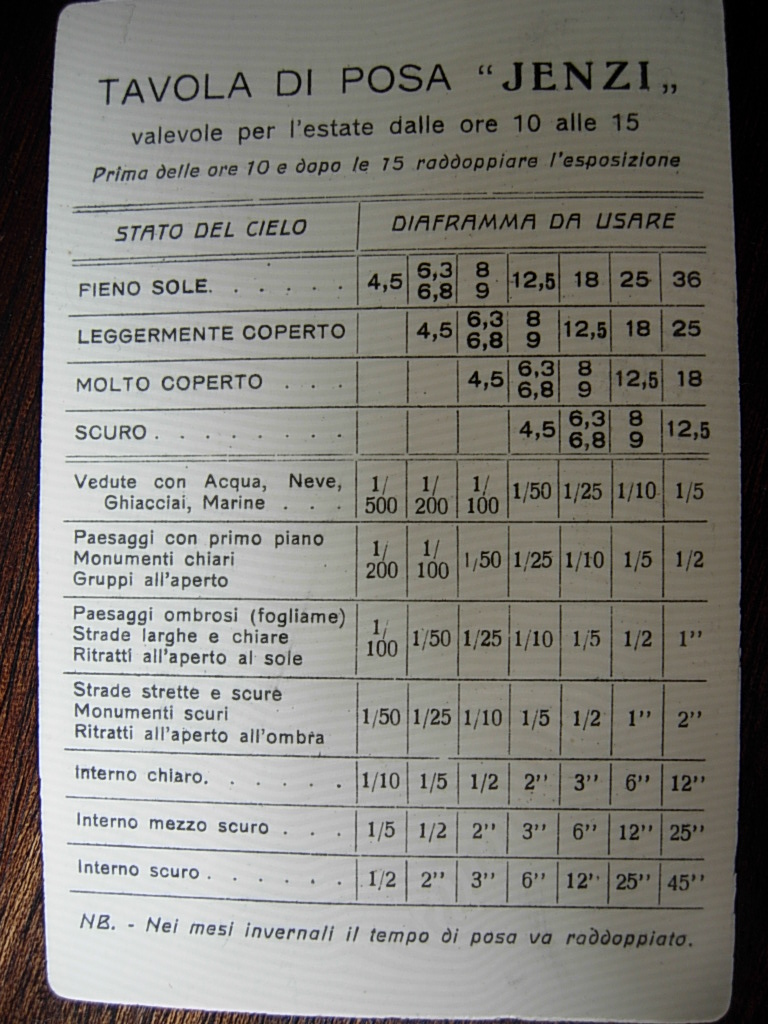 TAVOLA DI POSA “JENZI„
valevole per l'estate dalle ore 10 alle 15
Prima delle ore 10 e dopo le 15 raddoppiare l'esposizione
STATO DEL CIELO DIAFRAMMA DA USARE
FIENO SOLE. . . . . . 4,5 6,3 6,8 8 9 12,5 18 25 36
LEGGERMENTE COPERTO 4,5 6,3 6,8 8 9 12,5 18 25
MOLTO COPERTO . . . 4,5 6,3 6,8 8 9 12,5 18
SCURO . . . . . . . . 4,5 6,3 6,8 8 9 12,5
Vedute con Acqua, Neve,
Ghiacciai, Marine . . . 1/500 1/200 1/100 1/50 1/25 1/10 1/5
Paesaggi con primo piano
Monumenti chiari 1/200 1/100 1/50 1/25 1/10 1/5 1/2
Gruppi all'aperto
Paesaggi ombrosi (fogliame)
Strade larghe e chiare 1/100 1/50 1/25 1/10 1/5 1/2 1''
Ritratti all'aperto al sole
Strade strette e scure
Monumenti scuri 1/50 1/25 1/10 1/5 1/2 1'' 2''
Ritratti all'aperto all'ombra
Interno chiaro. . . . . . 1/10 1/5 1/2 2'' 3'' 6'' 12''
Interno mezzo scuro . . . 1/5 1/2 2'' 3'' 6'' 12'' 25''
Interno scuro . . . . . . 1/2 2'' 3'' 6'' 12'' 25'' 45''
NB. - Nei mesi invernali il tempo di posa va raddoppiato.